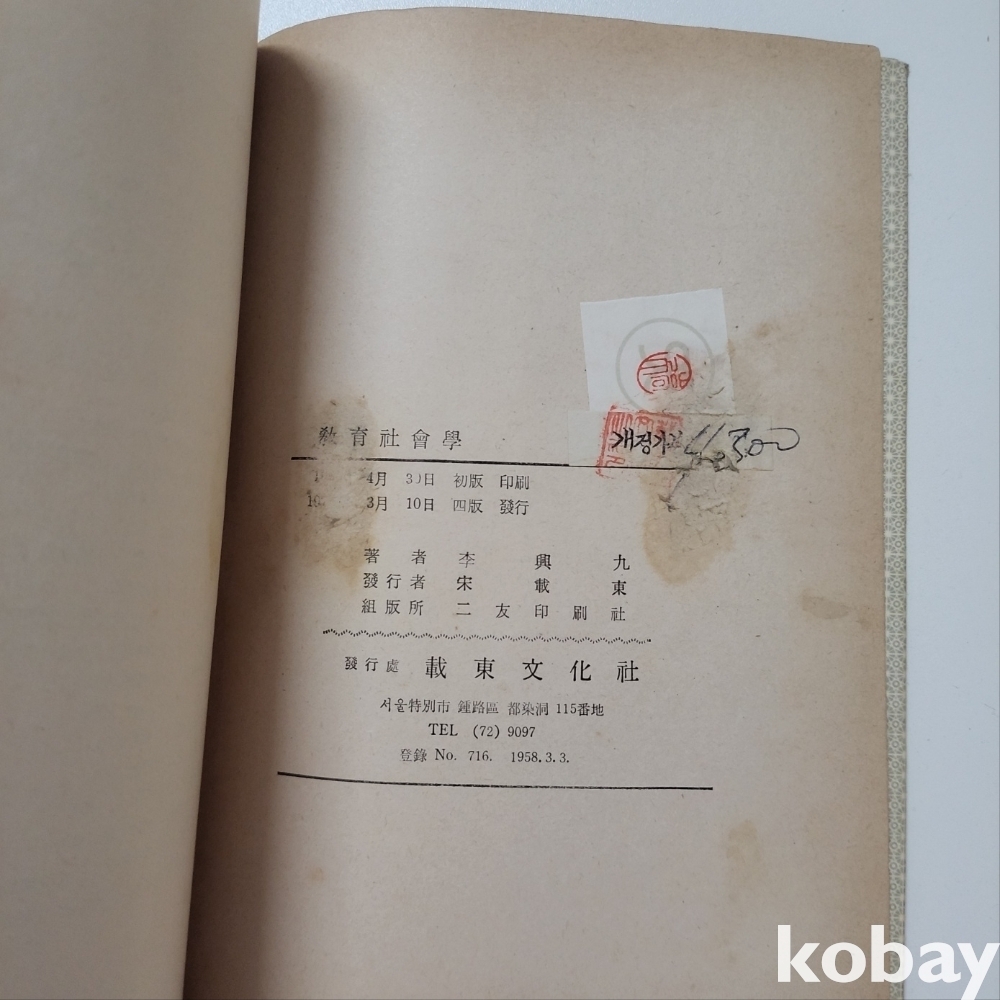 教育社會學
개정가격
4月 30日 初版 印刷
3月 10日 四版 發行
著者 李興九
發行者 宋載東
組版所 二友印刷社
發行處 載東文化社
서울特別市 鍾路區 都染洞 115番地
TEL (72) 9097
登錄 No. 716. 1958.3.3.
kobay